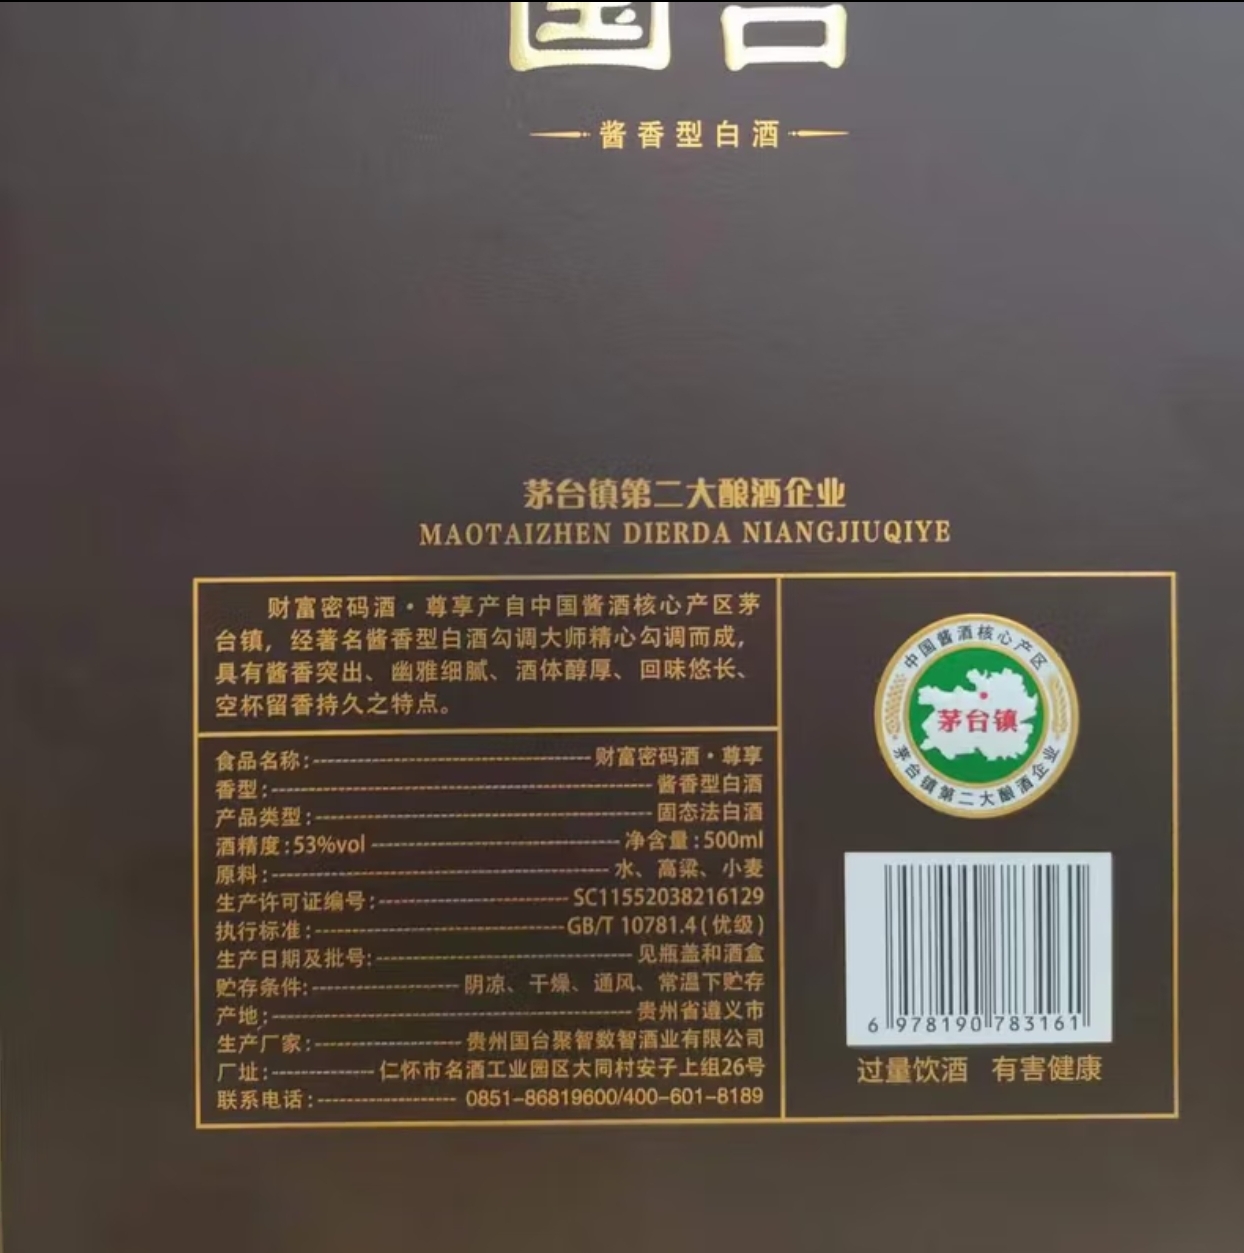 国台
酱香型白酒
茅台镇第二大酿酒企业
MAOTAIZHEN DIERDA NIANGJIUQIYE
财富密码酒·尊享产自中国酱酒核心产区茅
台镇，经著名酱香型白酒勾调大师精心勾调而成，
具有酱香突出、幽雅细腻、酒体醇厚、回味悠长、
空杯留香持久之特点。
食品名称：财富密码酒·尊享
香型：酱香型白酒
产品类型：固态法白酒
酒精度：53%vol 净含量：500ml
原料：水、高粱、小麦
生产许可证编号：SC11552038216129
执行标准：GB/T 10781.4（优级）
生产日期及批号：见瓶盖和酒盒
贮存条件：阴凉、干燥、通风、常温下贮存
产地：贵州省遵义市
生产厂家：贵州国台聚智数智酒业有限公司
厂址：仁怀市名酒工业园区大同村安子上组26号
联系电话：0851-86819600/400-601-8189
中国酱酒核心产区
茅台镇
茅台镇第二大酿酒企业
6 978190 783161
过量饮酒 有害健康